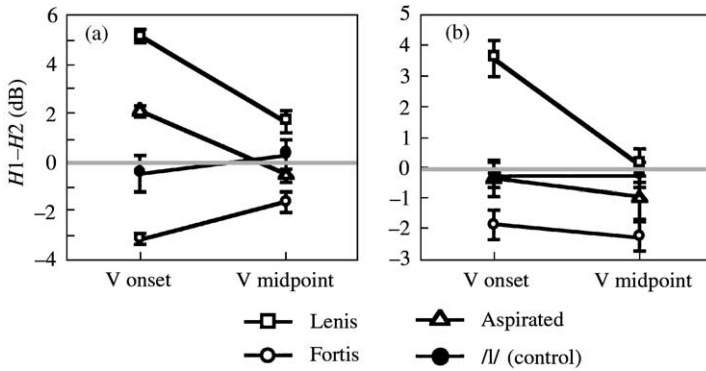 6
4
2
0
−2
−4
H1–H2 (dB)
(a)
V onset
V midpoint
5
4
3
2
1
0
−1
−2
−3
(b)
V onset
V midpoint
Lenis
Aspirated
Fortis
/l/ (control)